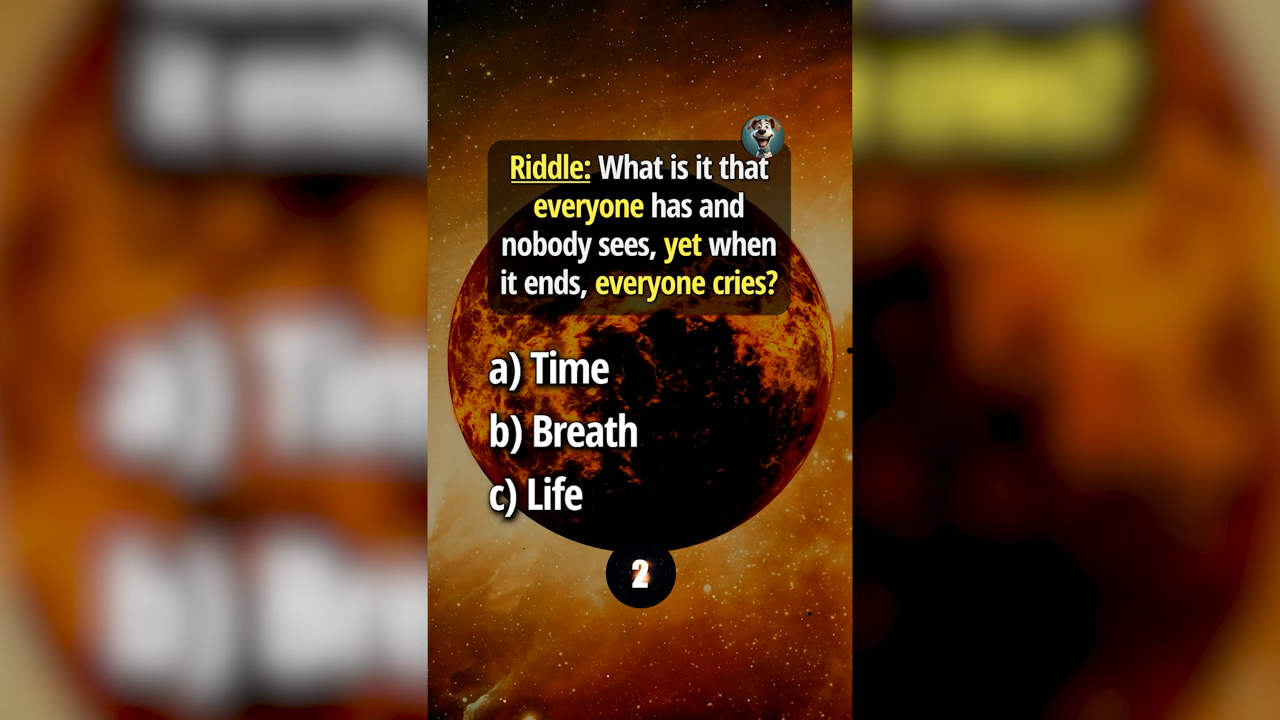 Riddle: What is it that
everyone has and
nobody sees, yet when
it ends, everyone cries?
a) Time
b) Breath
c) Life
2